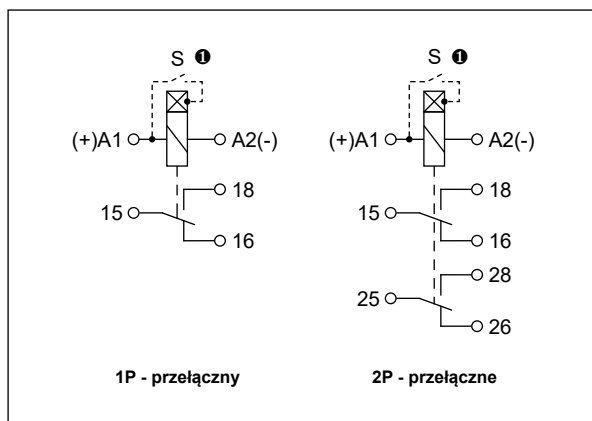 S ❶
(+)A1 A2(-)
18
15
16
1P - przełączny
S ❶
(+)A1 A2(-)
18
15
16
28
25
26
2P - przełączne